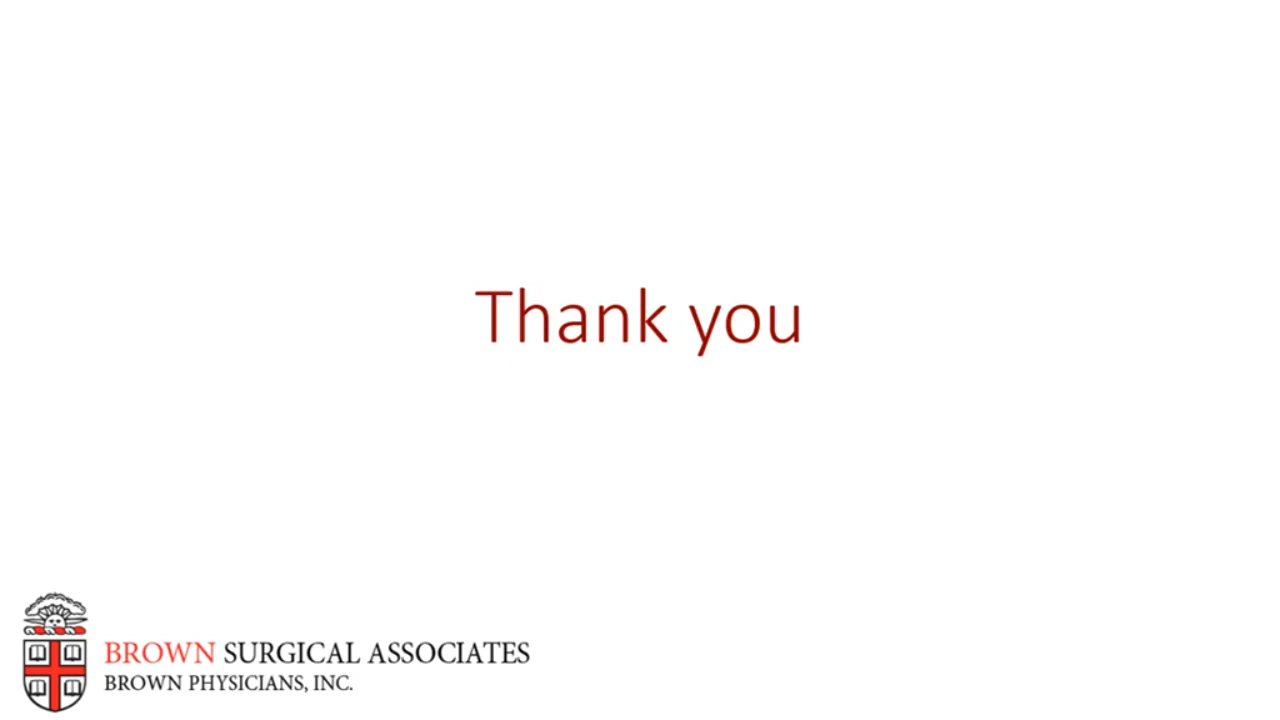 Thank you
BROWN SURGICAL ASSOCIATES
BROWN PHYSICIANS, INC.